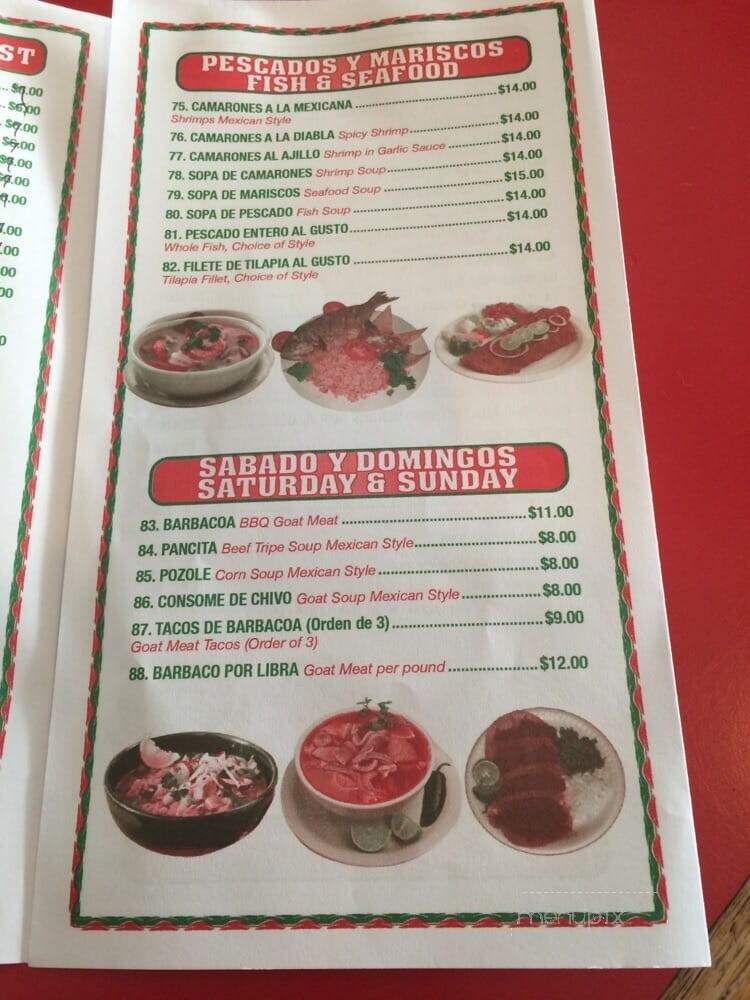 ST
PESCADOS Y MARISCOS
FISH & SEAFOOD
75. CAMARONES A LA MEXICANA ........ $14.00
Shrimps Mexican Style
76. CAMARONES A LA DIABLA Spicy Shrimp ........ $14.00
77. CAMARONES AL AJILLO Shrimp in Garlic Sauce ........ $14.00
78. SOPA DE CAMARONES Shrimp Soup ........ $14.00
79. SOPA DE MARISCOS Seafood Soup ........ $15.00
80. SOPA DE PESCADO Fish Soup ........ $14.00
81. PESCADO ENTERO AL GUSTO ........ $14.00
Whole Fish, Choice of Style
82. FILETE DE TILAPIA AL GUSTO ........ $14.00
Tilapia Fillet, Choice of Style
SABADO Y DOMINGOS
SATURDAY & SUNDAY
83. BARBACOA BBQ Goat Meat ........ $11.00
84. PANCITA Beef Tripe Soup Mexican Style ........ $8.00
85. POZOLE Corn Soup Mexican Style ........ $8.00
86. CONSOME DE CHIVO Goat Soup Mexican Style ........ $8.00
87. TACOS DE BARBACOA (Orden de 3) ........ $9.00
Goat Meat Tacos (Order of 3)
88. BARBACO POR LIBRA Goat Meat per pound ........ $12.00
menupix